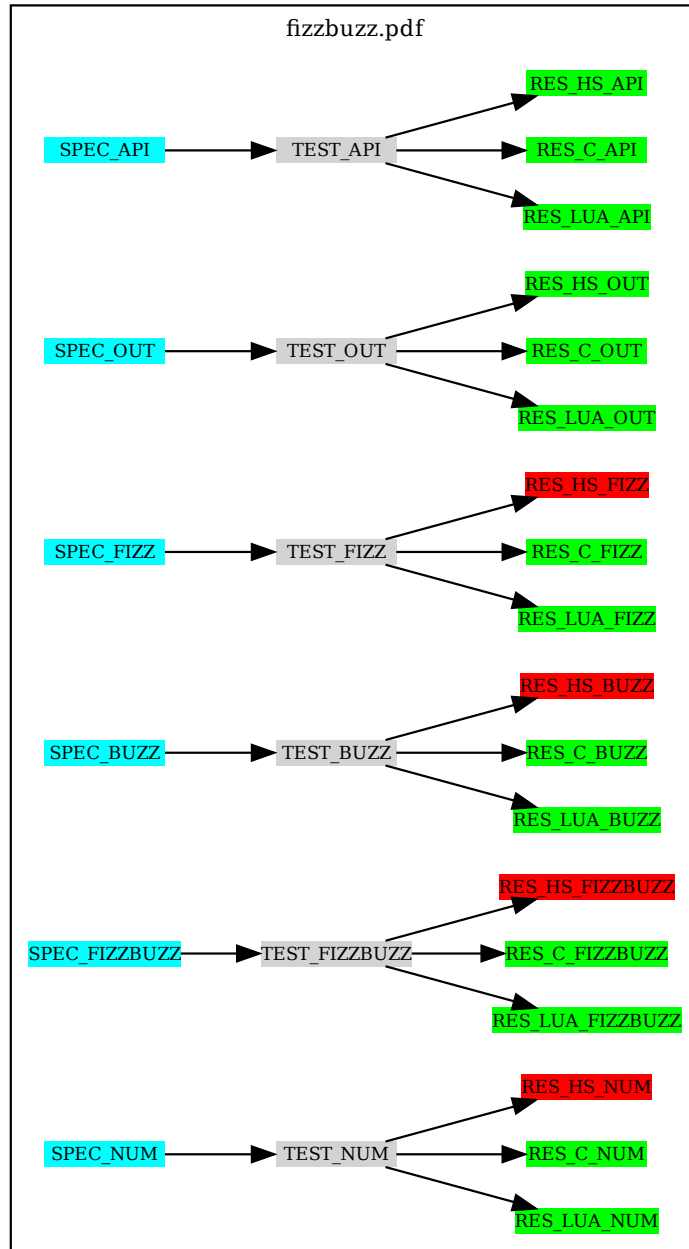 fizzbuzz.pdf
RES_HS_API
SPEC_API
TEST_API
RES_C_API
RES_LUA_API
RES_HS_OUT
SPEC_OUT
TEST_OUT
RES_C_OUT
RES_LUA_OUT
RES_HS_FIZZ
SPEC_FIZZ
TEST_FIZZ
RES_C_FIZZ
RES_LUA_FIZZ
RES_HS_BUZZ
SPEC_BUZZ
TEST_BUZZ
RES_C_BUZZ
RES_LUA_BUZZ
RES_HS_FIZZBUZZ
SPEC_FIZZBUZZ
TEST_FIZZBUZZ
RES_C_FIZZBUZZ
RES_LUA_FIZZBUZZ
RES_HS_NUM
SPEC_NUM
TEST_NUM
RES_C_NUM
RES_LUA_NUM